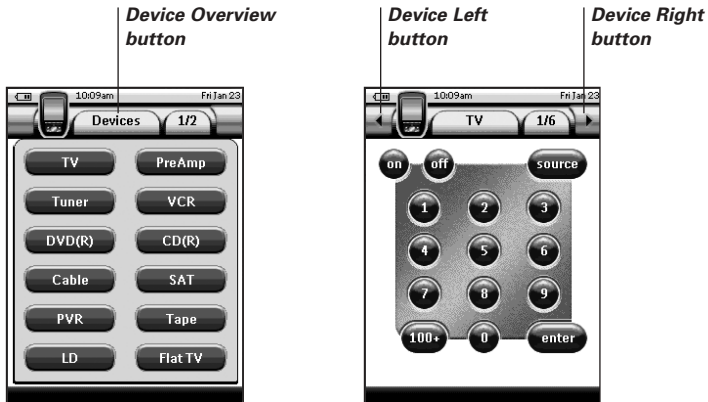 Device Overview
button
Device Left
button
Device Right
button
10:09am Fri Jan 23
Devices 1/2
TV PreAmp
Tuner VCR
DVD(R) CD(R)
Cable SAT
PVR Tape
LD Flat TV
10:09am Fri Jan 23
TV 1/6
on off source
1 2 3
4 5 6
7 8 9
100+ 0 enter